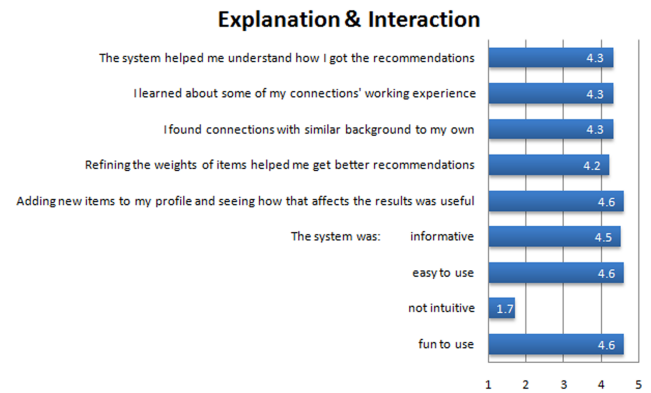 Explanation & Interaction
The system helped me understand how I got the recommendations 4.3
I learned about some of my connections' working experience 4.3
I found connections with similar background to my own 4.3
Refining the weights of items helped me get better recommendations 4.2
Adding new items to my profile and seeing how that affects the results was useful 4.6
The system was: informative 4.5
easy to use 4.6
not intuitive 1.7
fun to use 4.6
1 2 3 4 5